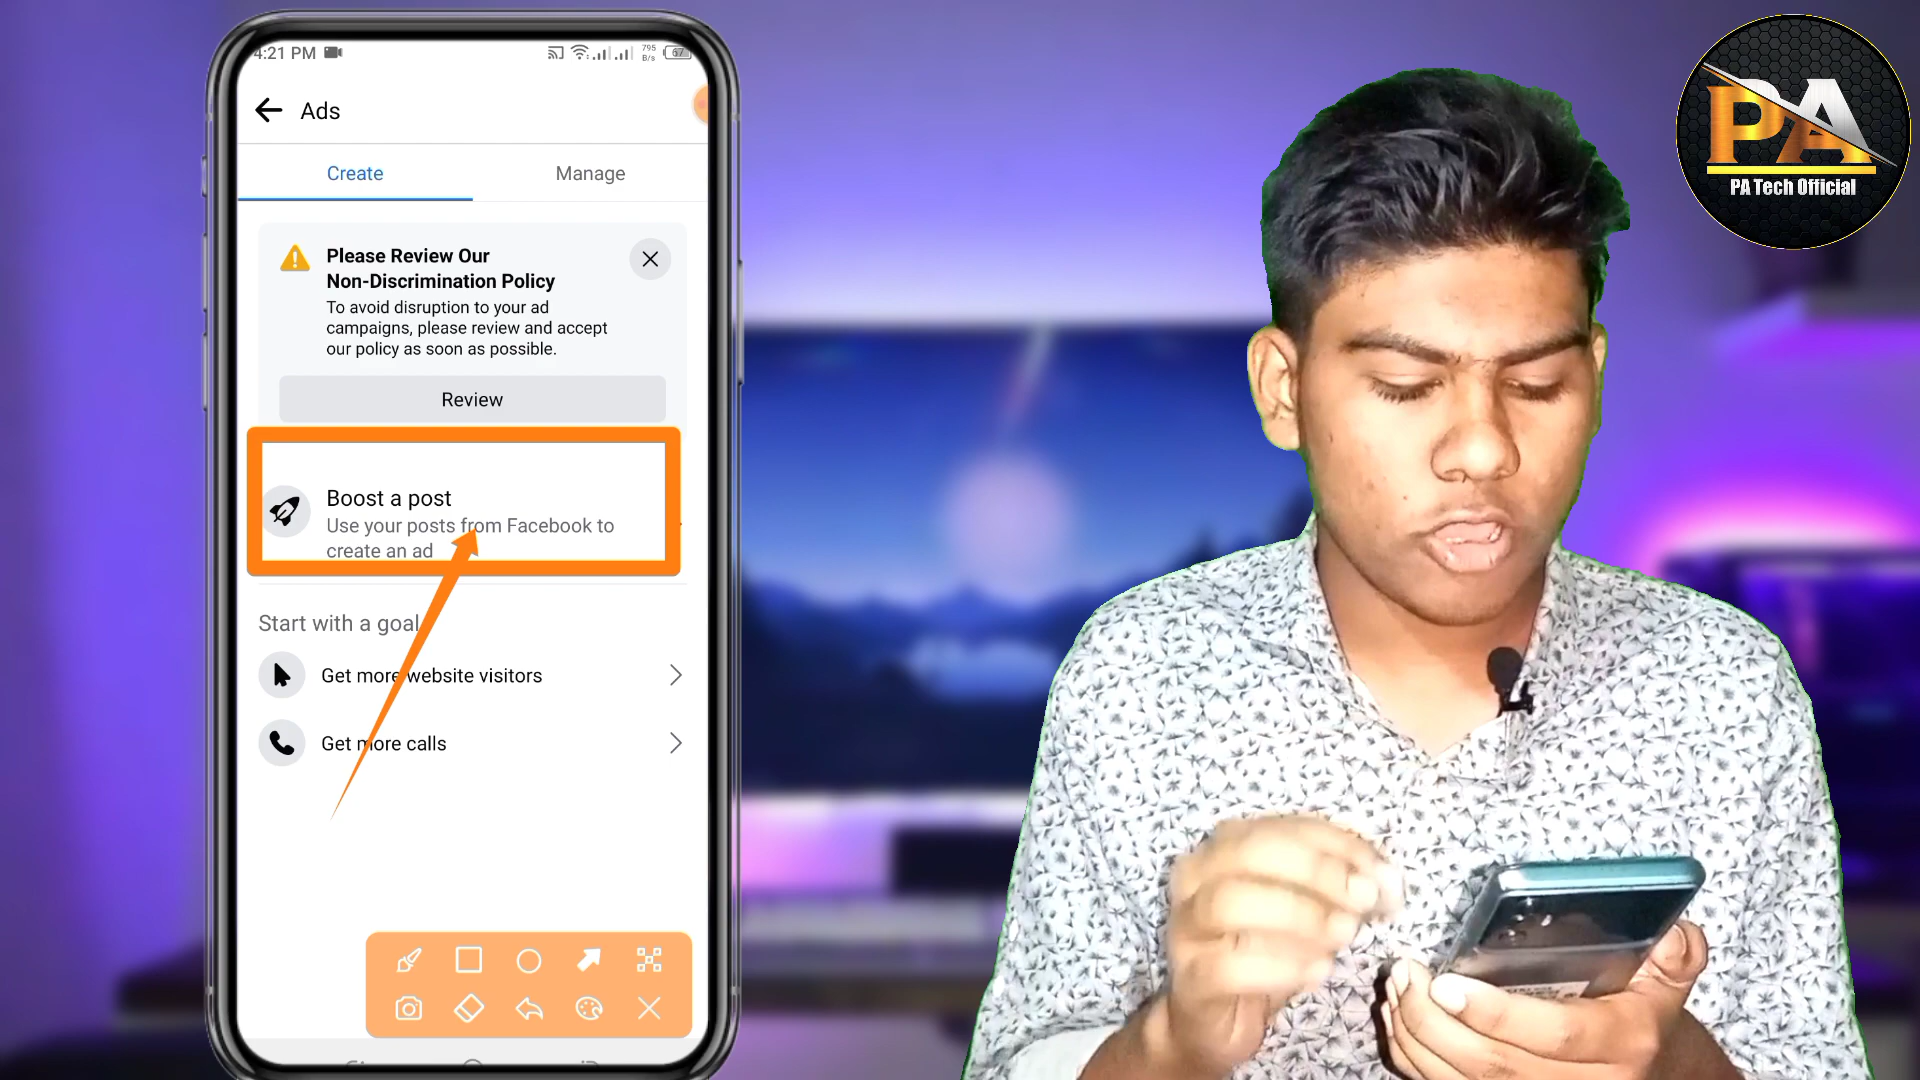 4:21 PM
795
B/s
67
Ads
Create
Manage
Please Review Our
Non-Discrimination Policy
To avoid disruption to your ad
campaigns, please review and accept
our policy as soon as possible.
Review
Boost a post
Use your posts from Facebook to
create an ad
Start with a goal
Get more website visitors
Get more calls
PA
PA Tech Official